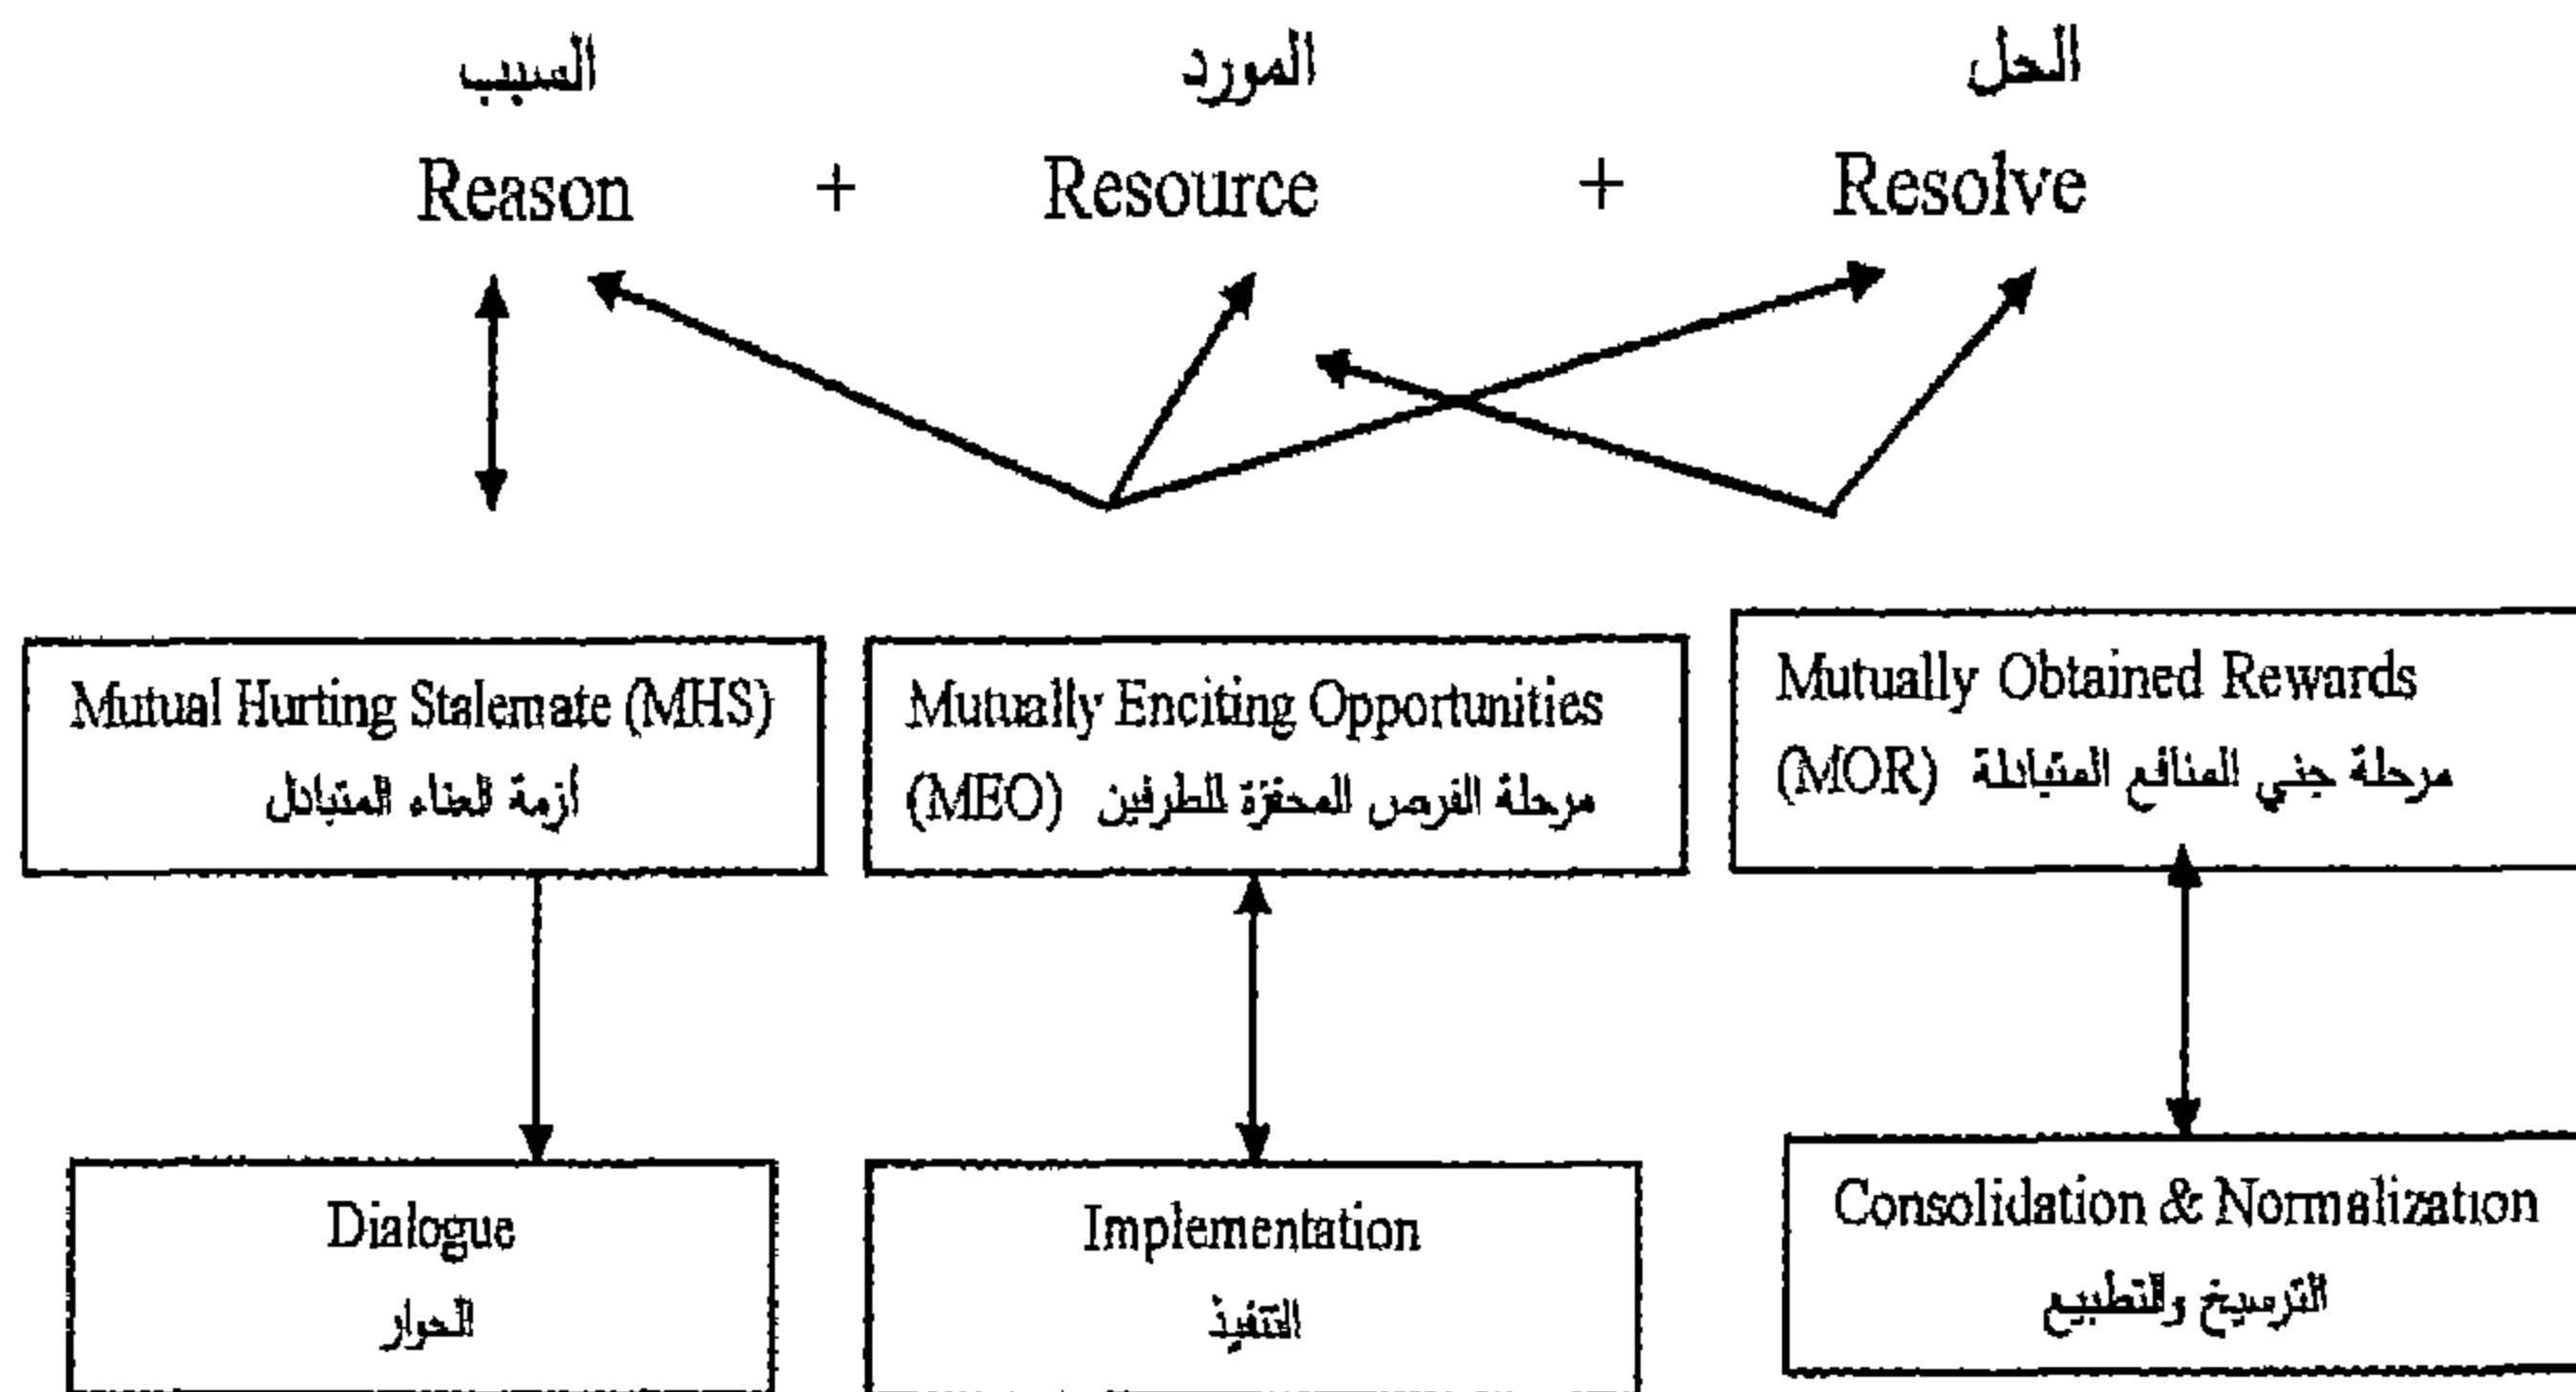 السبب
المورد
الحل
Reason + Resource + Resolve
Mutual Hurting Stalemate (MHS)
أزمة العناء المتبادل
Mutually Enciting Opportunities
(MEO) مرحلة الفرص المحفزة للطرفين
Mutually Obtained Rewards
(MOR) مرحلة جني المنافع المتبادلة
Dialogue
الحوار
Implementation
التنفيذ
Consolidation & Normalization
الترسيخ والتطبيع